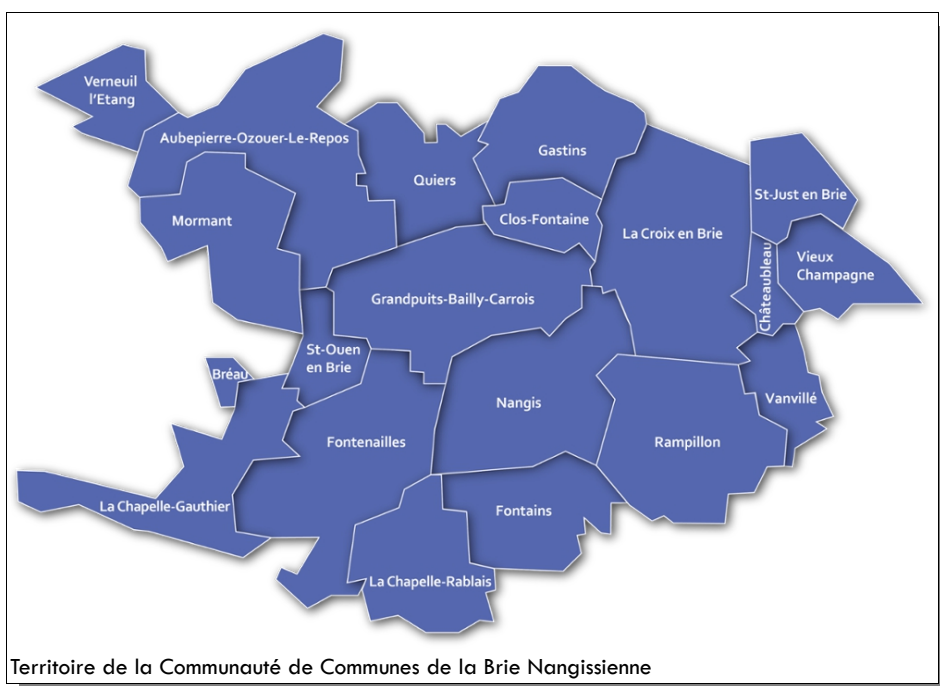 Verneuil
l'Etang
Aubepierre-Ozouer-Le-Repos
Gastins
Quiers
St-Just en Brie
Mormant
Clos-Fontaine
La Croix en Brie
Vieux
Champagne
Châteaubleau
Grandpuits-Bailly-Carrois
St-Ouen
en Brie
Bréau
Nangis
Vanvillé
Fontenailles
Rampillon
La Chapelle-Gauthier
Fontains
La Chapelle-Rablais
Territoire de la Communauté de Communes de la Brie Nangissienne